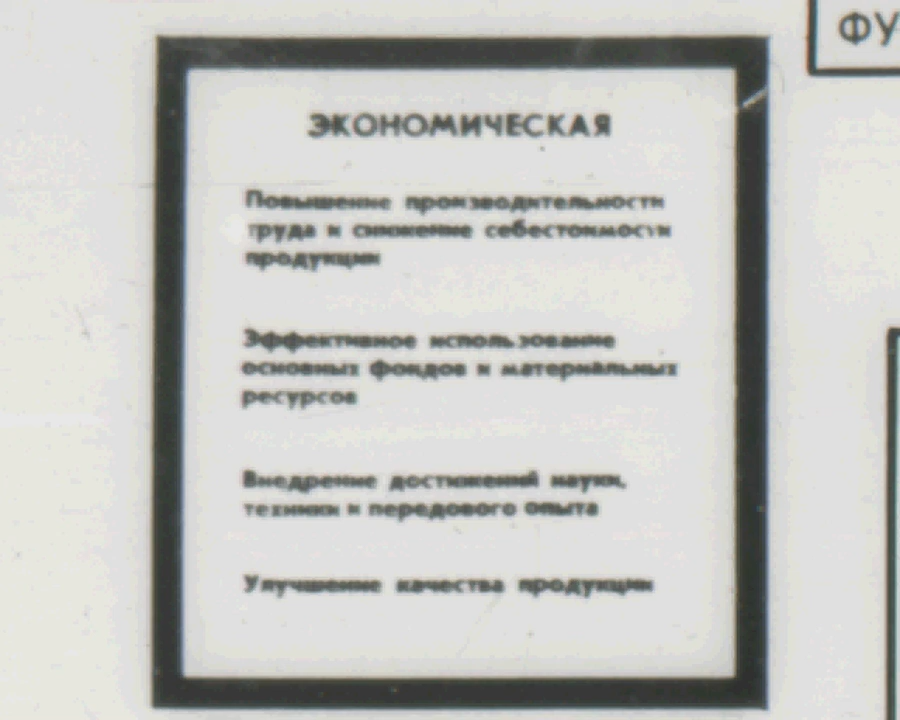 ФУ
ЭКОНОМИЧЕСКАЯ
Повышение производительности
труда и снижение себестоимости
продукции
Эффективное использование
основных фондов и материальных
ресурсов
Внедрение достижений науки,
техники и передового опыта
Улучшение качества продукции